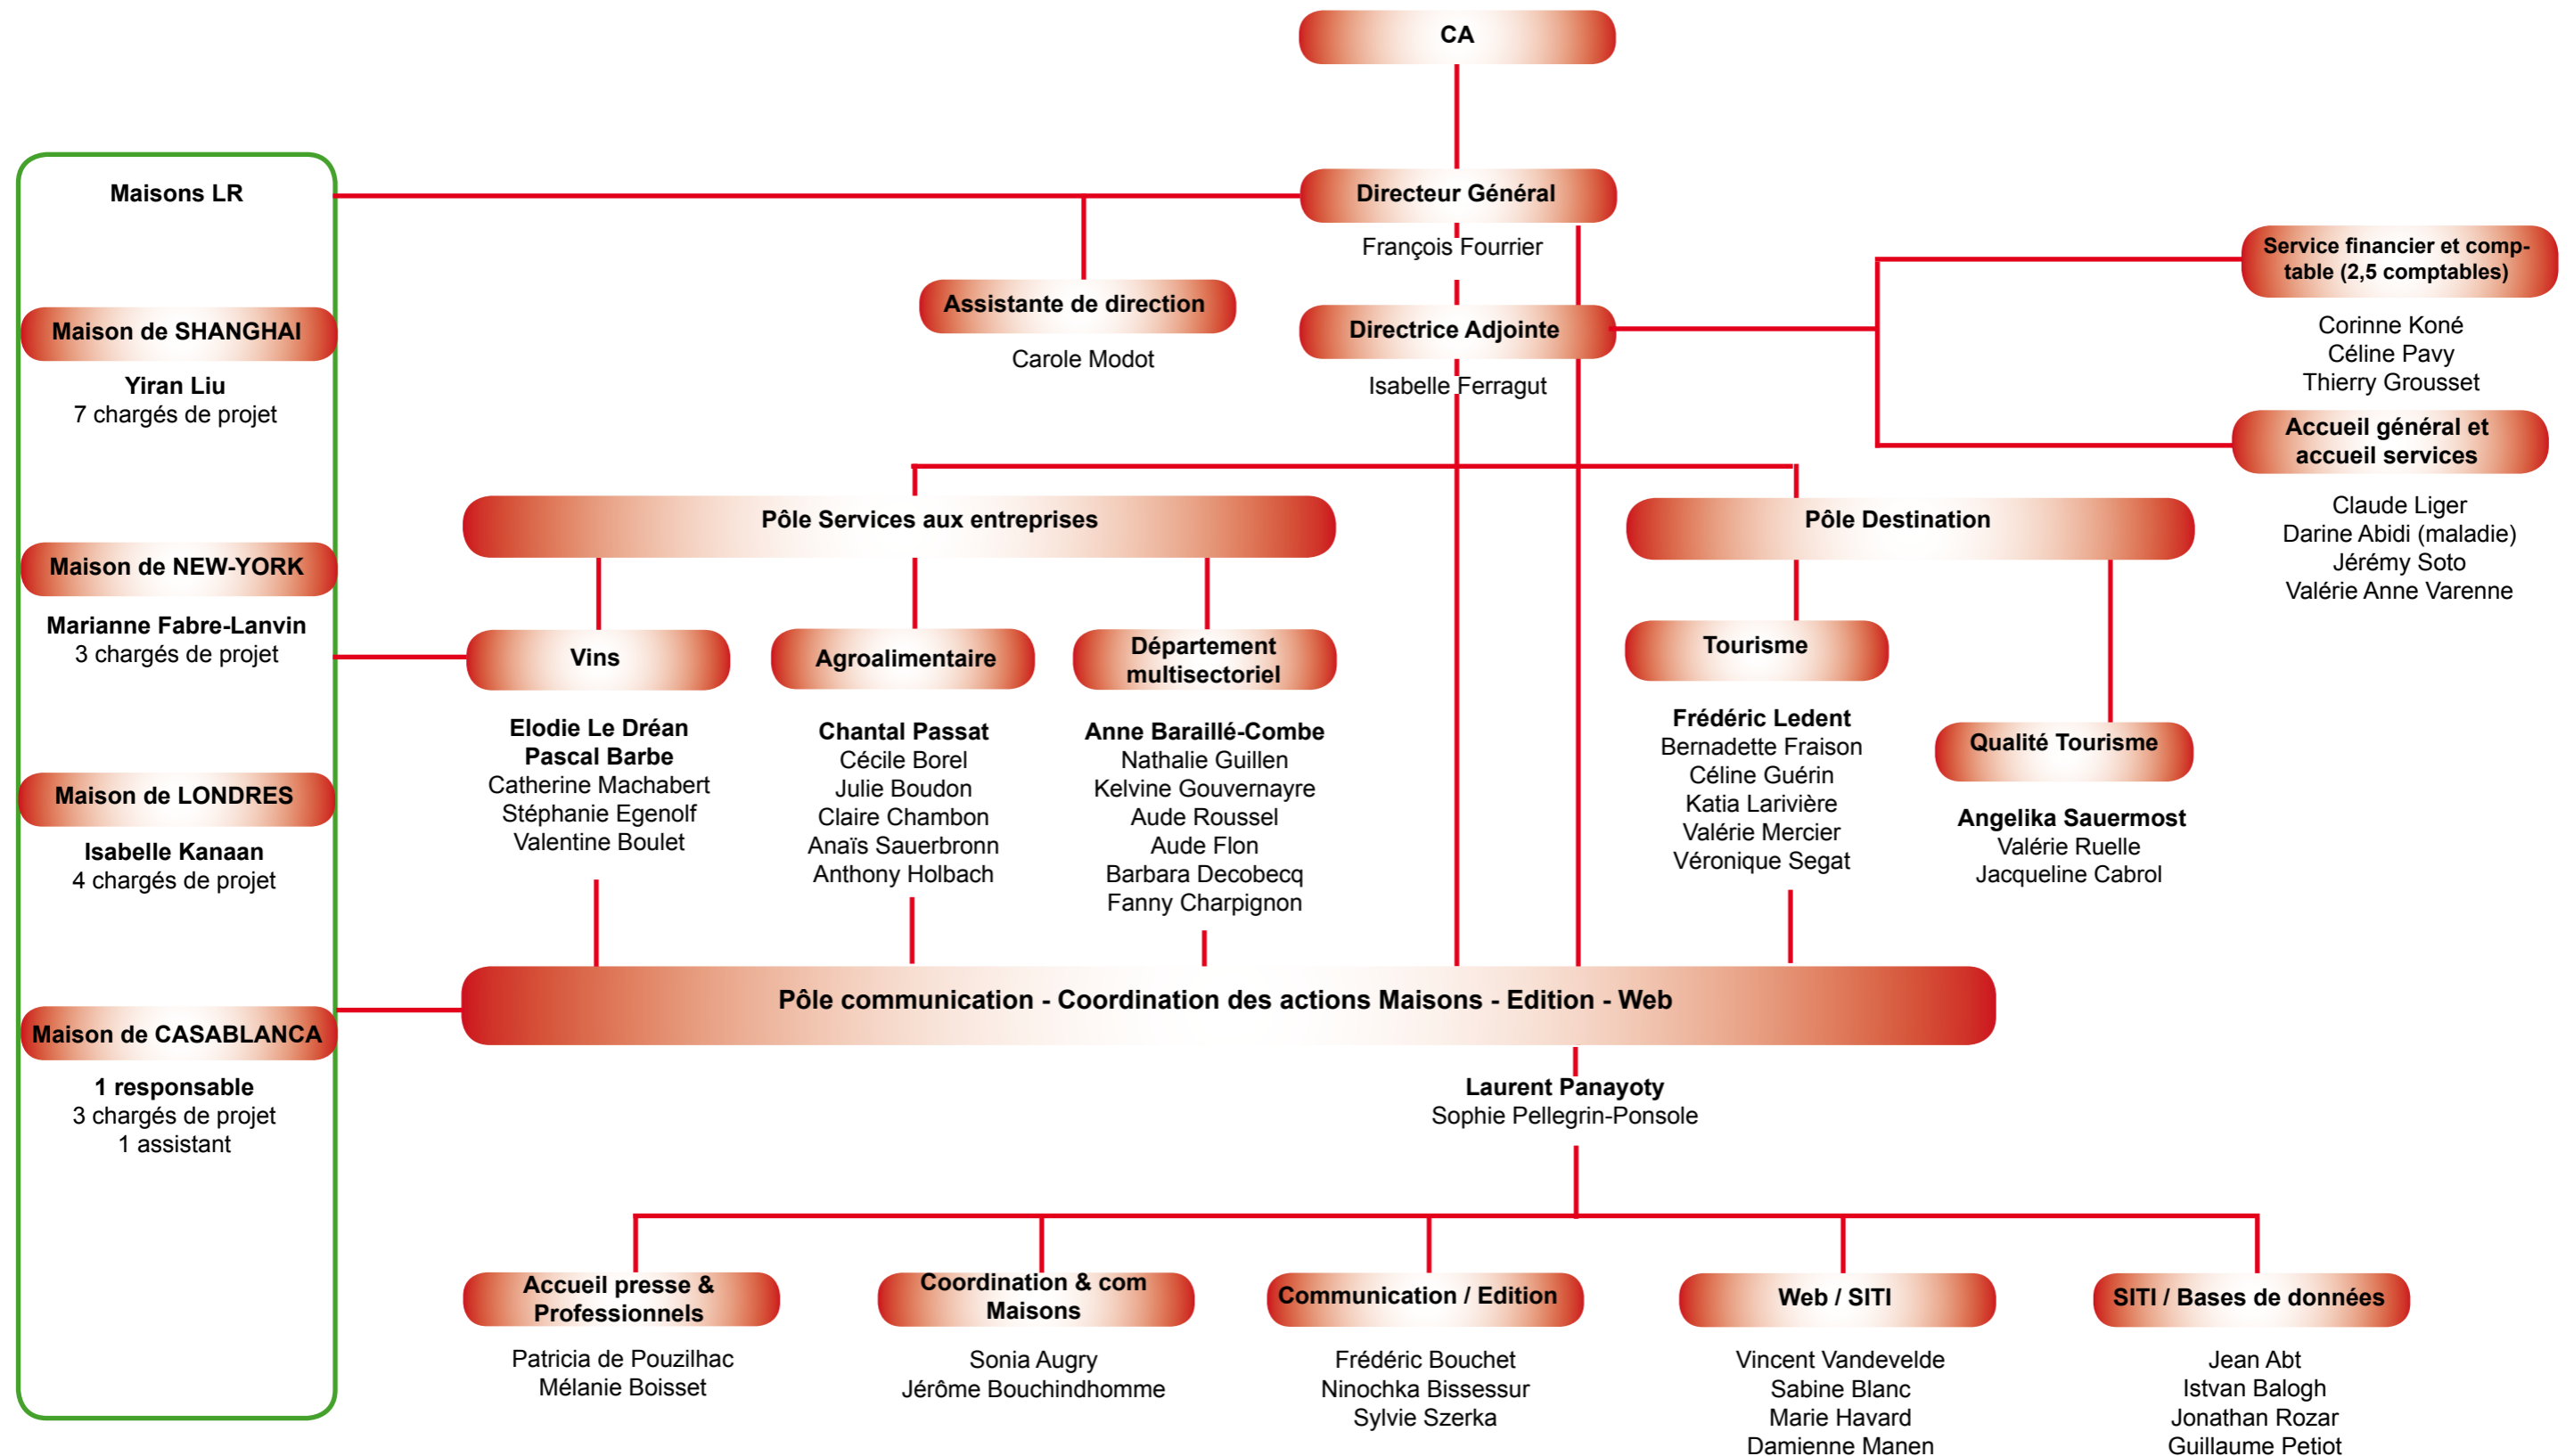 CA
Directeur Général
François Fourrier
Assistante de direction
Carole Modot
Directrice Adjointe
Isabelle Ferragut
Service financier et comp-
table (2,5 comptables)
Corinne Koné
Céline Pavy
Thierry Grousset
Accueil général et
accueil services
Claude Liger
Darine Abidi (maladie)
Jérémy Soto
Valérie Anne Varenne
Maisons LR
Maison de SHANGHAI
Yiran Liu
7 chargés de projet
Maison de NEW-YORK
Marianne Fabre-Lanvin
3 chargés de projet
Maison de LONDRES
Isabelle Kanaan
4 chargés de projet
Maison de CASABLANCA
1 responsable
3 chargés de projet
1 assistant
Pôle Services aux entreprises
Vins
Elodie Le Dréan
Pascal Barbe
Catherine Machabert
Stéphanie Egenolf
Valentine Boulet
Agroalimentaire
Chantal Passat
Cécile Borel
Julie Boudon
Claire Chambon
Anaïs Sauerbronn
Anthony Holbach
Département
multisectoriel
Anne Baraillé-Combe
Nathalie Guillen
Kelvine Gouvernayre
Aude Roussel
Aude Flon
Barbara Decobecq
Fanny Charpignon
Pôle Destination
Tourisme
Frédéric Ledent
Bernadette Fraison
Céline Guérin
Katia Larivière
Valérie Mercier
Véronique Segat
Qualité Tourisme
Angelika Sauermost
Valérie Ruelle
Jacqueline Cabrol
Pôle communication - Coordination des actions Maisons - Edition - Web
Laurent Panayoty
Sophie Pellegrin-Ponsole
Accueil presse &
Professionnels
Patricia de Pouzilhac
Mélanie Boisset
Coordination & com
Maisons
Sonia Augry
Jérôme Bouchindhomme
Communication / Edition
Frédéric Bouchet
Ninochka Bissessur
Sylvie Szerka
Web / SITI
Vincent Vandevelde
Sabine Blanc
Marie Havard
Damienne Manen
SITI / Bases de données
Jean Abt
Istvan Balogh
Jonathan Rozar
Guillaume Petiot